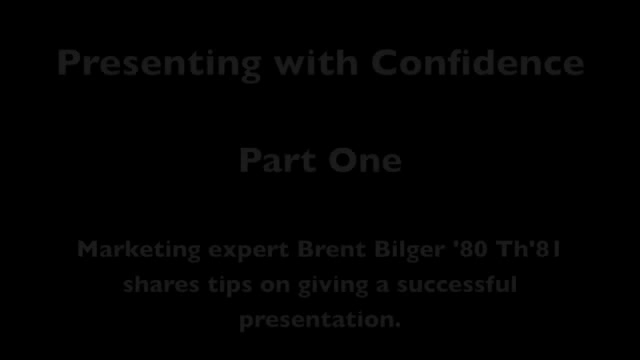 Presenting with Confidence
Part One
Marketing expert Brent Bilger '80 Th'81
shares tips on giving a successful
presentation.